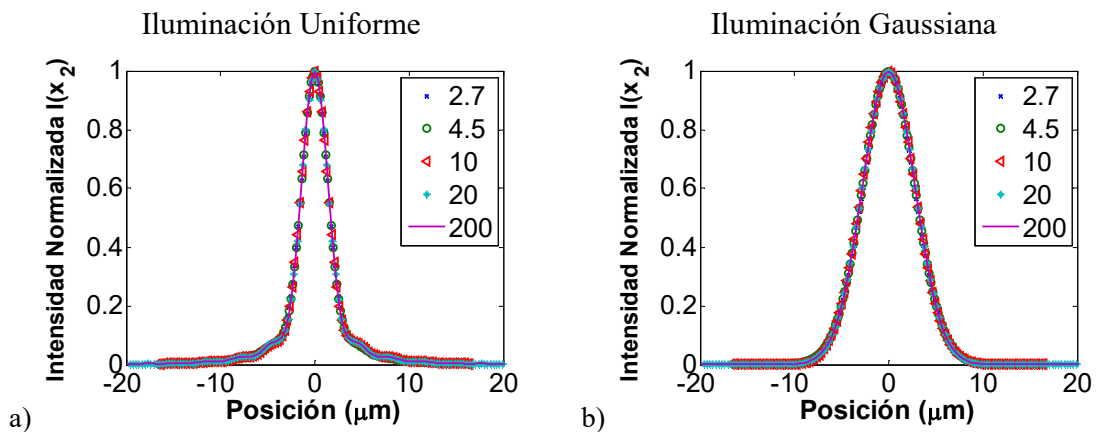 Iluminación Uniforme
Intensidad Normalizada I(x₂)
1
0.8
0.6
0.4
0.2
0
-20 -10 0 10 20
Posición (μm)
2.7
4.5
10
20
200
a)
Iluminación Gaussiana
Intensidad Normalizada I(x₂)
1
0.8
0.6
0.4
0.2
0
-20 -10 0 10 20
Posición (μm)
2.7
4.5
10
20
200
b)